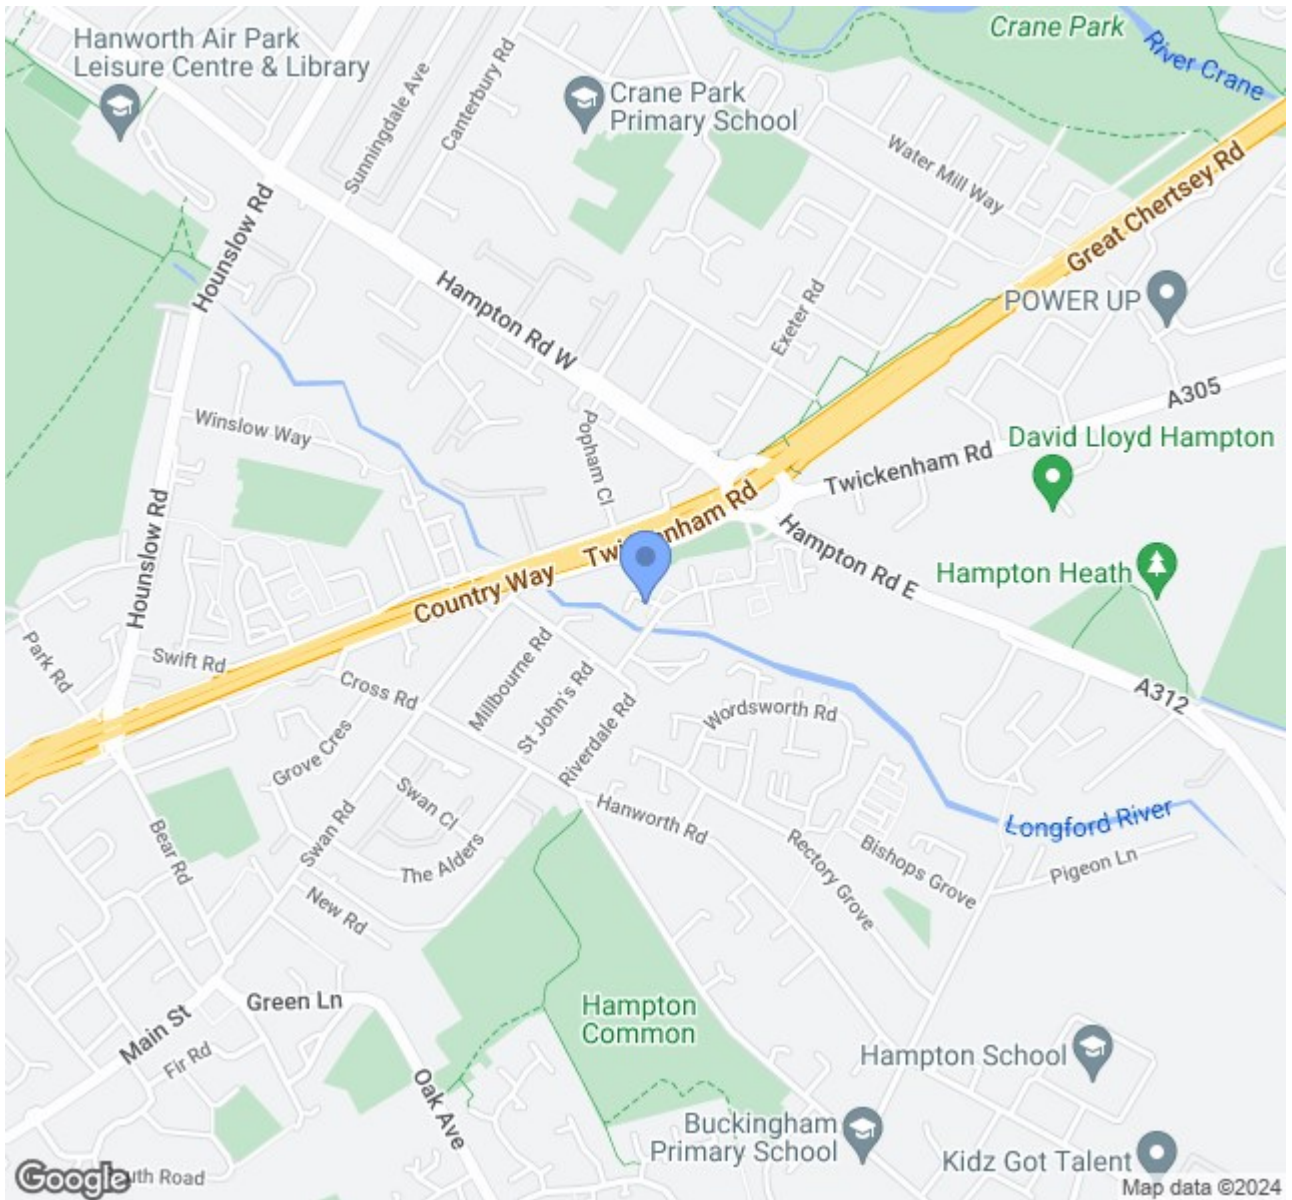 Crane Park
River Crane
Hanworth Air Park
Leisure Centre & Library
Sunningdale Ave
Canterbury Rd
Crane Park
Primary School
Water Mill Way
Great Chertsey Rd
Hounslow Rd
Hampton Rd W
Exeter Rd
POWER UP
A305
Winslow Way
Popham Cl
David Lloyd Hampton
Twickenham Rd
Twickenham Rd
Hounslow Rd
Hampton Rd E
Country Way
Hampton Heath
Park Rd
Swift Rd
Cross Rd
Millbourne Rd
St John's Rd
Riverdale Rd
Wordsworth Rd
A312
Grove Cres
Swan Cl
Swan Rd
Hanworth Rd
Longford River
Bear Rd
The Alders
Rectory Grove
Bishops Grove
Pigeon Ln
New Rd
Green Ln
Main St
Fir Rd
Hampton
Common
Oak Ave
Hampton School
Buckingham
Primary School
Kidz Got Talent
Google
uth Road
Map data ©2024